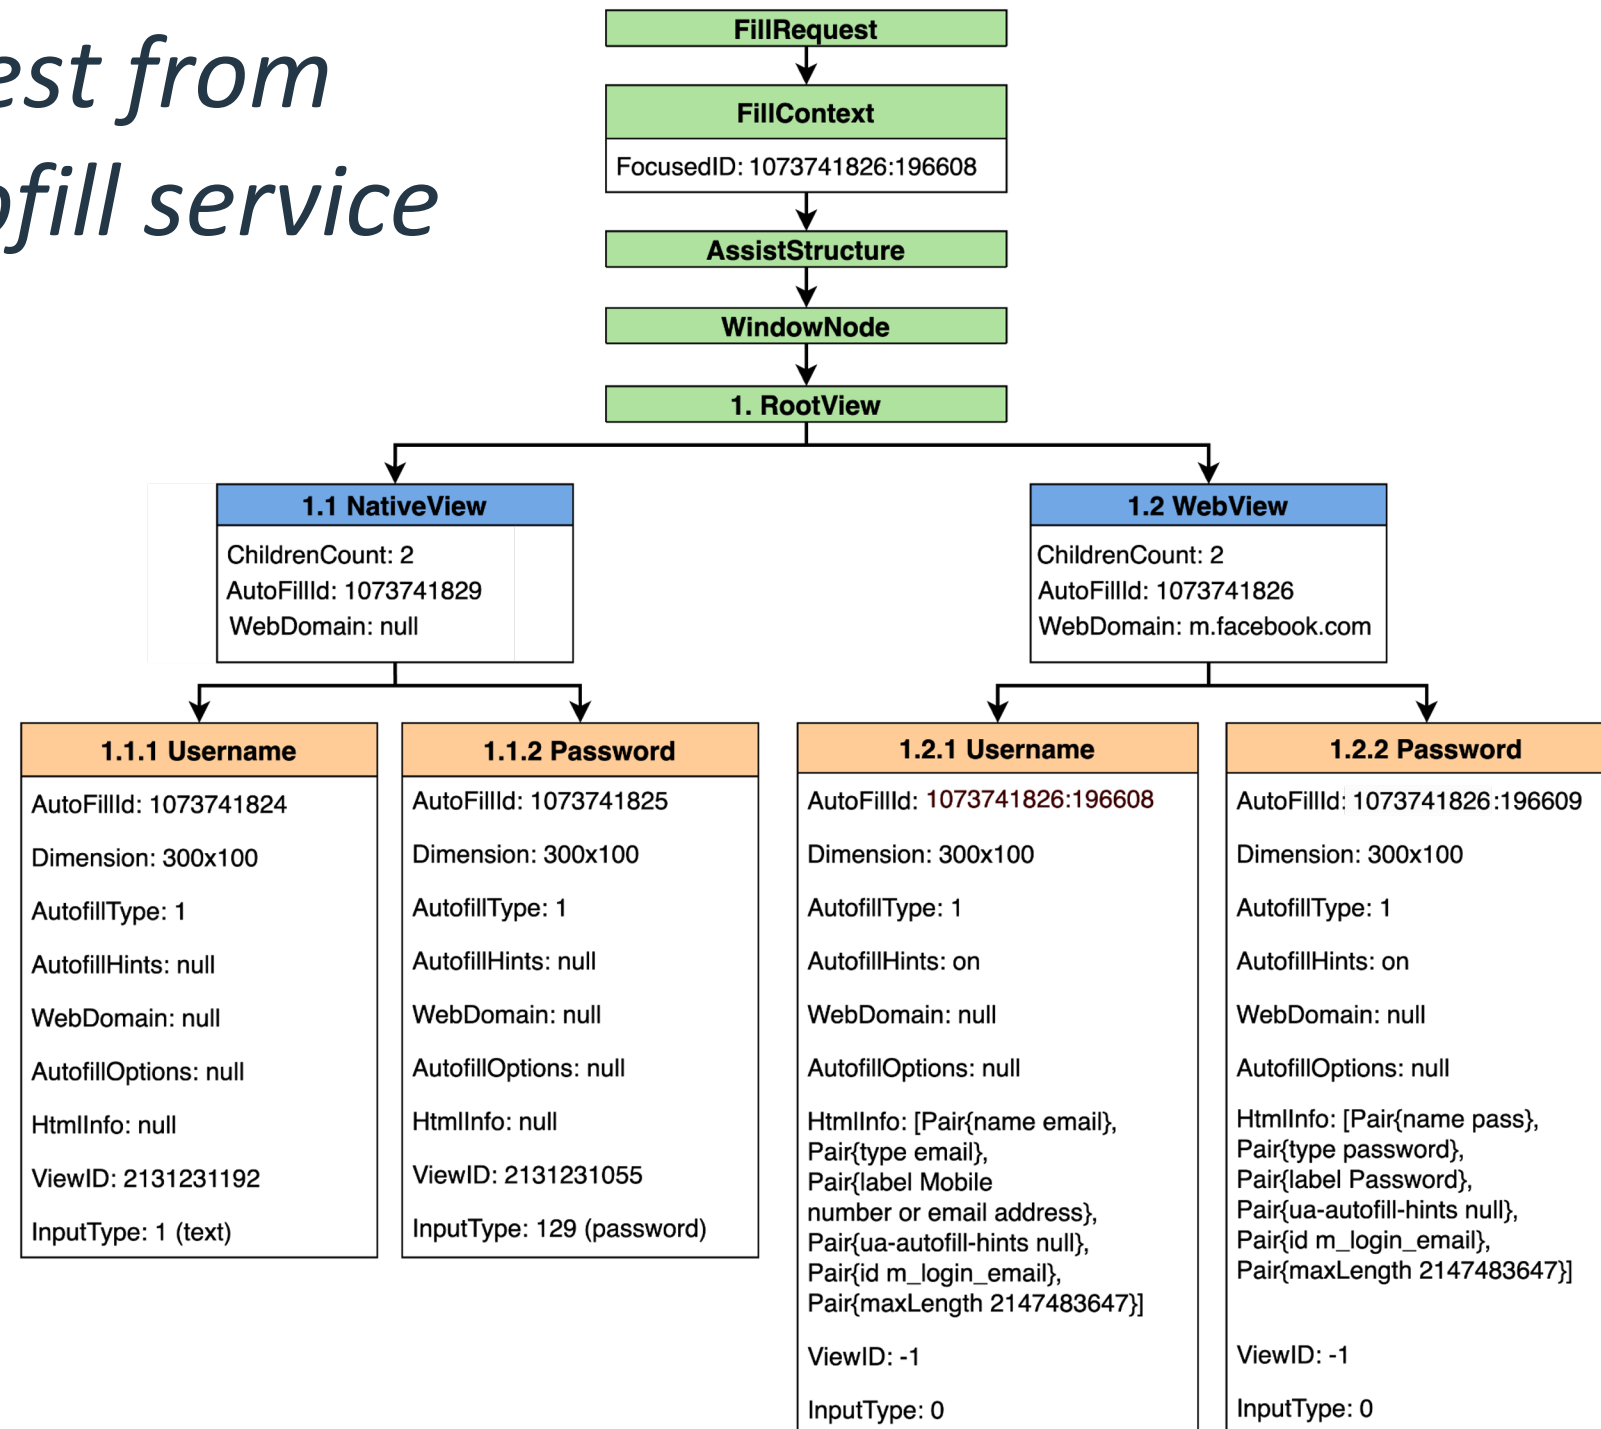 est from
ofill service
FillRequest
FillContext
FocusedID: 1073741826:196608
AssistStructure
WindowNode
1. RootView
1.1 NativeView
ChildrenCount: 2
AutoFillId: 1073741829
WebDomain: null
1.2 WebView
ChildrenCount: 2
AutoFillId: 1073741826
WebDomain: m.facebook.com
1.1.1 Username
AutoFillId: 1073741824
Dimension: 300x100
AutofillType: 1
AutofillHints: null
WebDomain: null
AutofillOptions: null
HtmlInfo: null
ViewID: 2131231192
InputType: 1 (text)
1.1.2 Password
AutoFillId: 1073741825
Dimension: 300x100
AutofillType: 1
AutofillHints: null
WebDomain: null
AutofillOptions: null
HtmlInfo: null
ViewID: 2131231055
InputType: 129 (password)
1.2.1 Username
AutoFillId: 1073741826:196608
Dimension: 300x100
AutofillType: 1
AutofillHints: on
WebDomain: null
AutofillOptions: null
HtmlInfo: [Pair{name email},
Pair{type email},
Pair{label Mobile
number or email address},
Pair{ua-autofill-hints null},
Pair{id m_login_email},
Pair{maxLength 2147483647}]
ViewID: -1
InputType: 0
1.2.2 Password
AutoFillId: 1073741826:196609
Dimension: 300x100
AutofillType: 1
AutofillHints: on
WebDomain: null
AutofillOptions: null
HtmlInfo: [Pair{name pass},
Pair{type password},
Pair{label Password},
Pair{ua-autofill-hints null},
Pair{id m_login_email},
Pair{maxLength 2147483647}]
ViewID: -1
InputType: 0